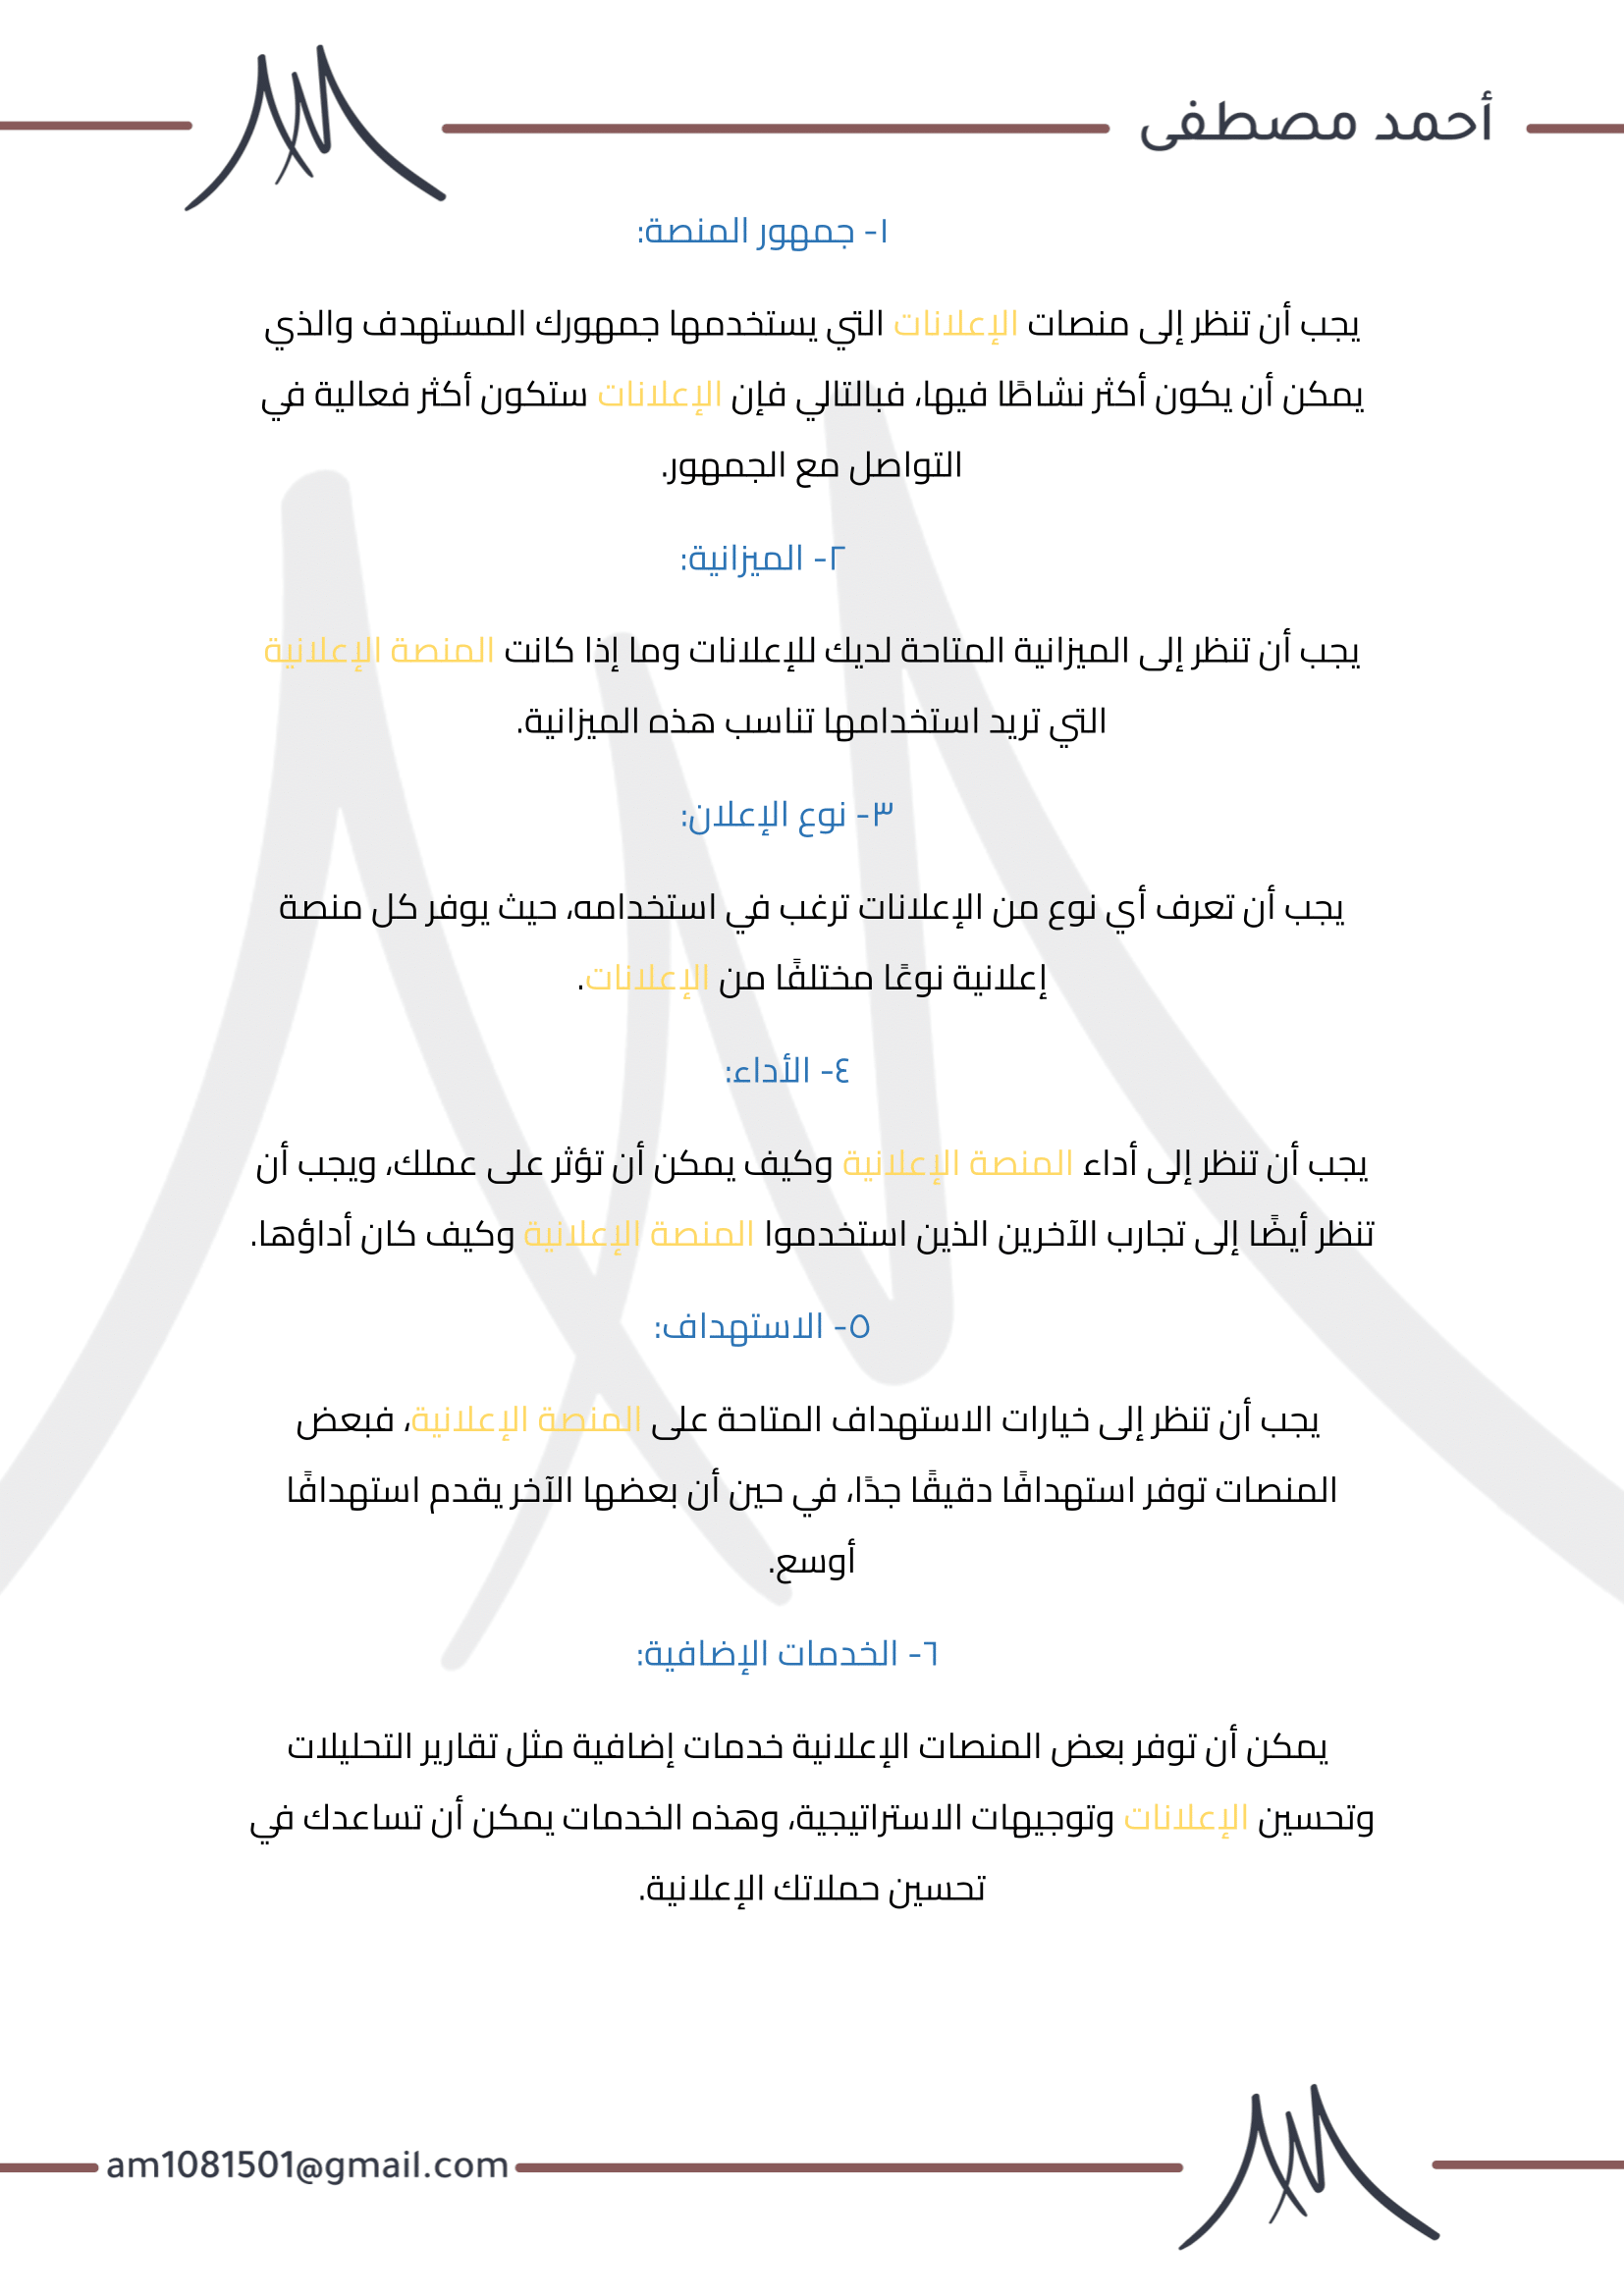 أحمد مصطفى
١- جمهور المنصة:
يجب أن تنظر إلى منصات الإعلانات التي يستخدمها جمهورك المستهدف والذي
يمكن أن يكون أكثر نشاطًا فيها، فبالتالي فإن الإعلانات ستكون أكثر فعالية في
التواصل مع الجمهور.
٢- الميزانية:
يجب أن تنظر إلى الميزانية المتاحة لديك للإعلانات وما إذا كانت المنصة الإعلانية
التي تريد استخدامها تناسب هذه الميزانية.
٣- نوع الإعلان:
يجب أن تعرف أي نوع من الإعلانات ترغب في استخدامه، حيث يوفر كل منصة
إعلانية نوعًا مختلفًا من الإعلانات.
٤- الأداء:
يجب أن تنظر إلى أداء المنصة الإعلانية وكيف يمكن أن تؤثر على عملك، ويجب أن
تنظر أيضًا إلى تجارب الآخرين الذين استخدموا المنصة الإعلانية وكيف كان أداؤها.
٥- الاستهداف:
يجب أن تنظر إلى خيارات الاستهداف المتاحة على المنصة الإعلانية، فبعض
المنصات توفر استهدافًا دقيقًا جدًا، في حين أن بعضها الآخر يقدم استهدافًا
أوسع.
٦- الخدمات الإضافية:
يمكن أن توفر بعض المنصات الإعلانية خدمات إضافية مثل تقارير التحليلات
وتحسين الإعلانات وتوجيهات الاستراتيجية، وهذه الخدمات يمكن أن تساعدك في
تحسين حملاتك الإعلانية.
am1081501@gmail.com